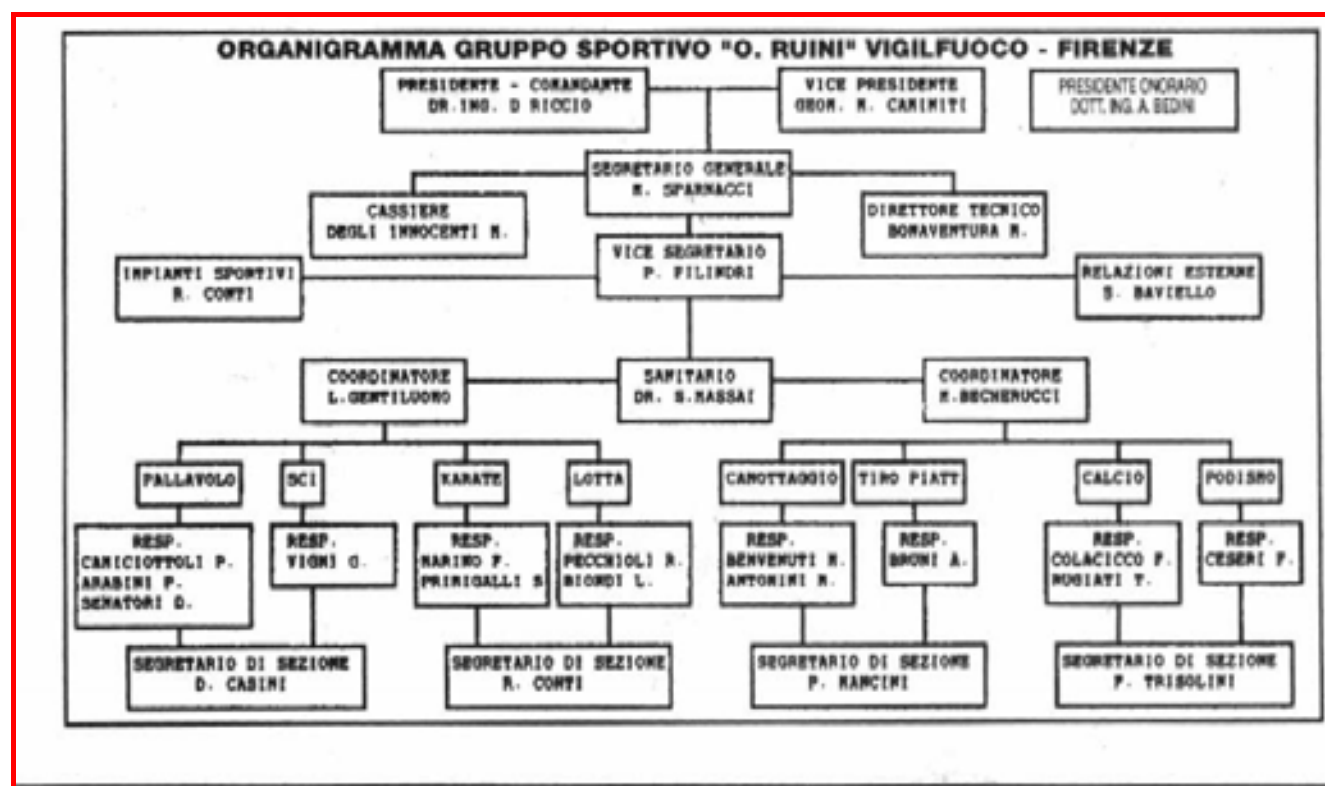 ORGANIGRAMMA GRUPPO SPORTIVO "O. RUINI" VIGILFUOCO - FIRENZE
PRESIDENTE - COMANDANTE
DR.ING. D RICCIO
VICE PRESIDENTE
GEOM. M. CAMINITI
PRESIDENTE ONORARIO
DOTT. ING. A. BEDINI
SEGRETARIO GENERALE
M. SPARNACCI
CASSIERE
DEGLI INNOCENTI M.
DIRETTORE TECNICO
BONAVENTURA M.
VICE SEGRETARIO
P. FILINDRI
IMPIANTI SPORTIVI
R. CONTI
RELAZIONI ESTERNE
S. BAVIELLO
COORDINATORE
L.GENTILUOMO
SANITARIO
DR. S.MASSAI
COORDINATORE
M.BECHERUCCI
PALLAVOLO
SCI
KARATE
LOTTA
CANOTTAGGIO
TIRO PIATT.
CALCIO
PODISMO
RESP.
CAMICIOTTOLI P.
ARABINI P.
SENATORI D.
RESP.
VIGNI G.
RESP.
MARINO F.
PRIMIGALLI S
RESP.
PECCHIOLI R.
BIONDI L.
RESP.
BENVENUTI M.
ANTONINI M.
RESP.
BRUNI A.
RESP.
COLACICCO F.
NUGIATI T.
RESP.
CESERI F.
SEGRETARIO DI SEZIONE
D. CASINI
SEGRETARIO DI SEZIONE
R. CONTI
SEGRETARIO DI SEZIONE
P. MANCINI
SEGRETARIO DI SEZIONE
F. TRISOLINI